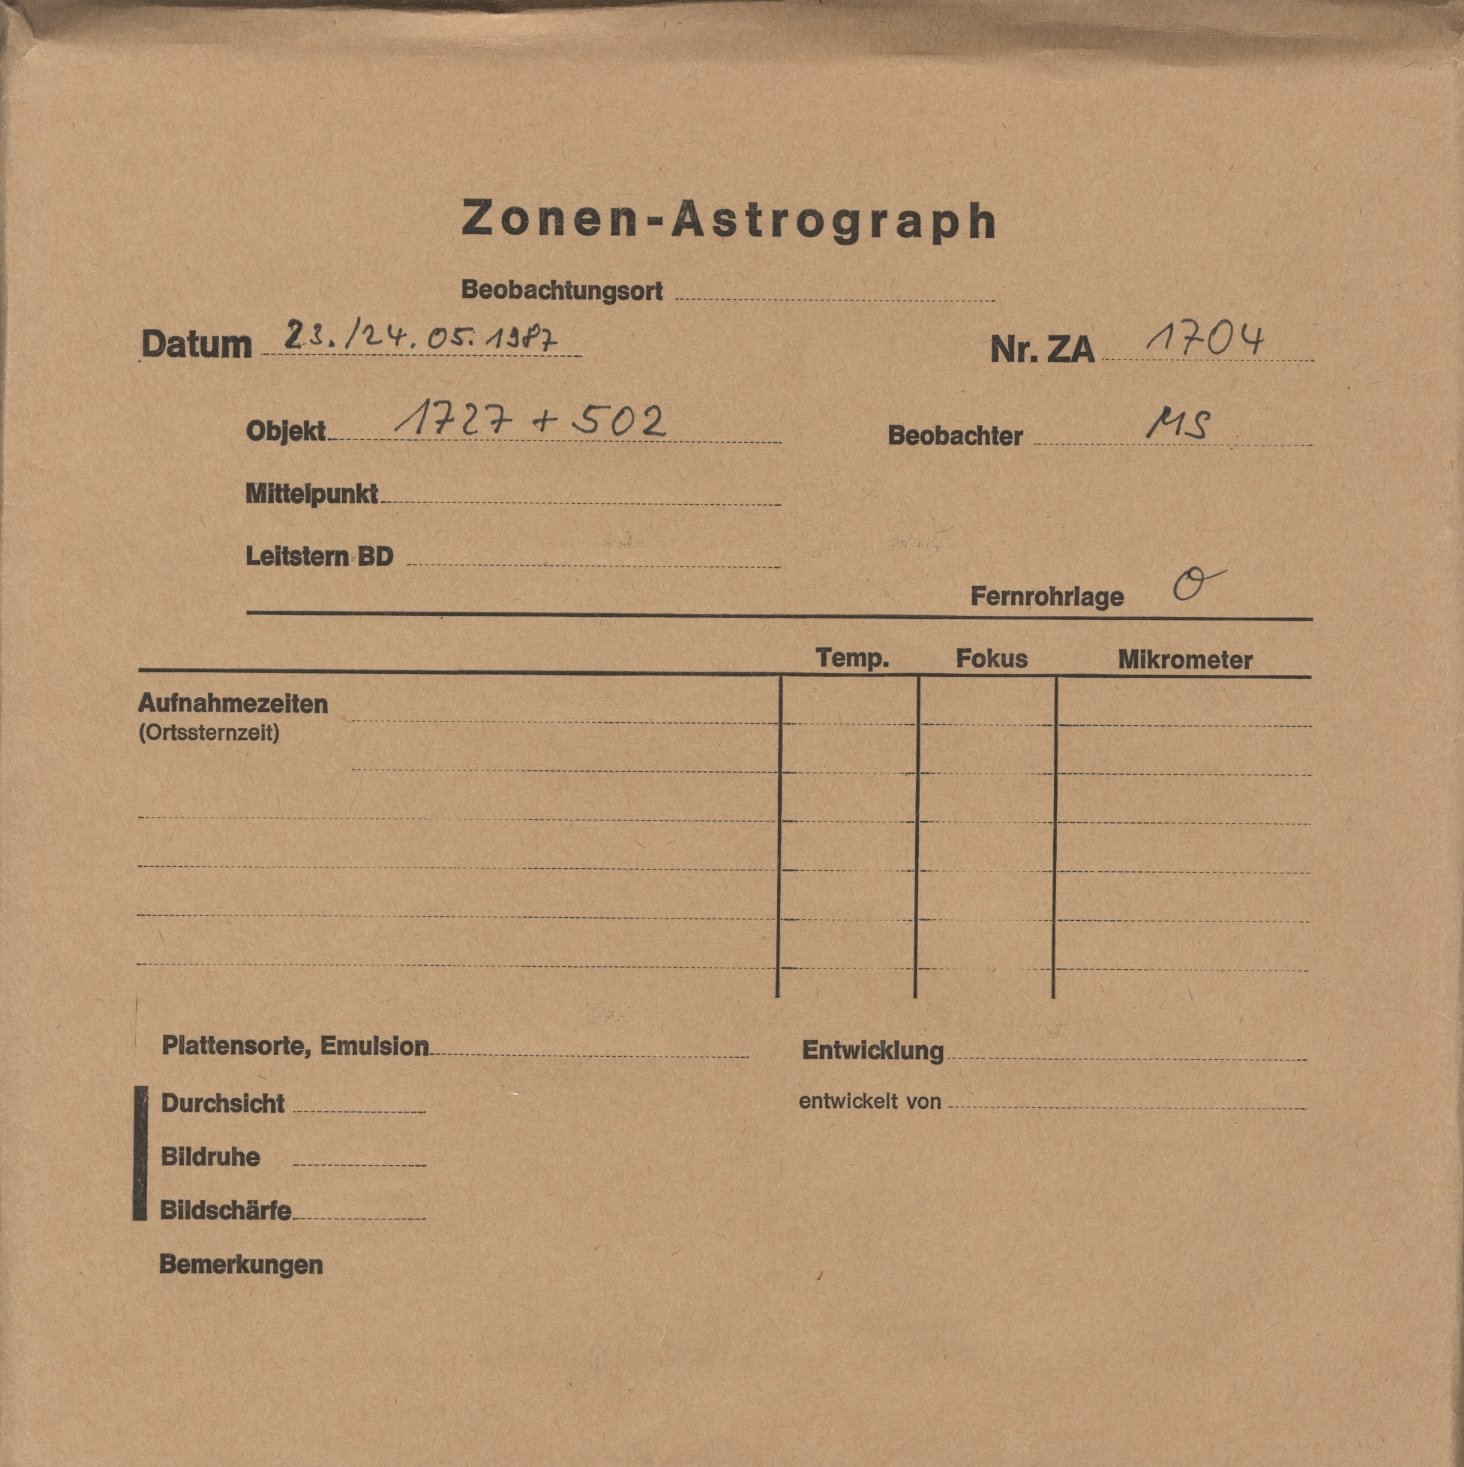 Zonen-Astrograph
Beobachtungsort
Datum 23./24.05.1987 Nr. ZA 1704
Objekt 1727 + 502 Beobachter MS
Mittelpunkt
Leitstern BD
Fernrohrlage O
Temp. Fokus Mikrometer
Aufnahmezeiten
(Ortssternzeit)
Plattensorte, Emulsion Entwicklung
Durchsicht entwickelt von
Bildruhe
Bildschärfe
Bemerkungen